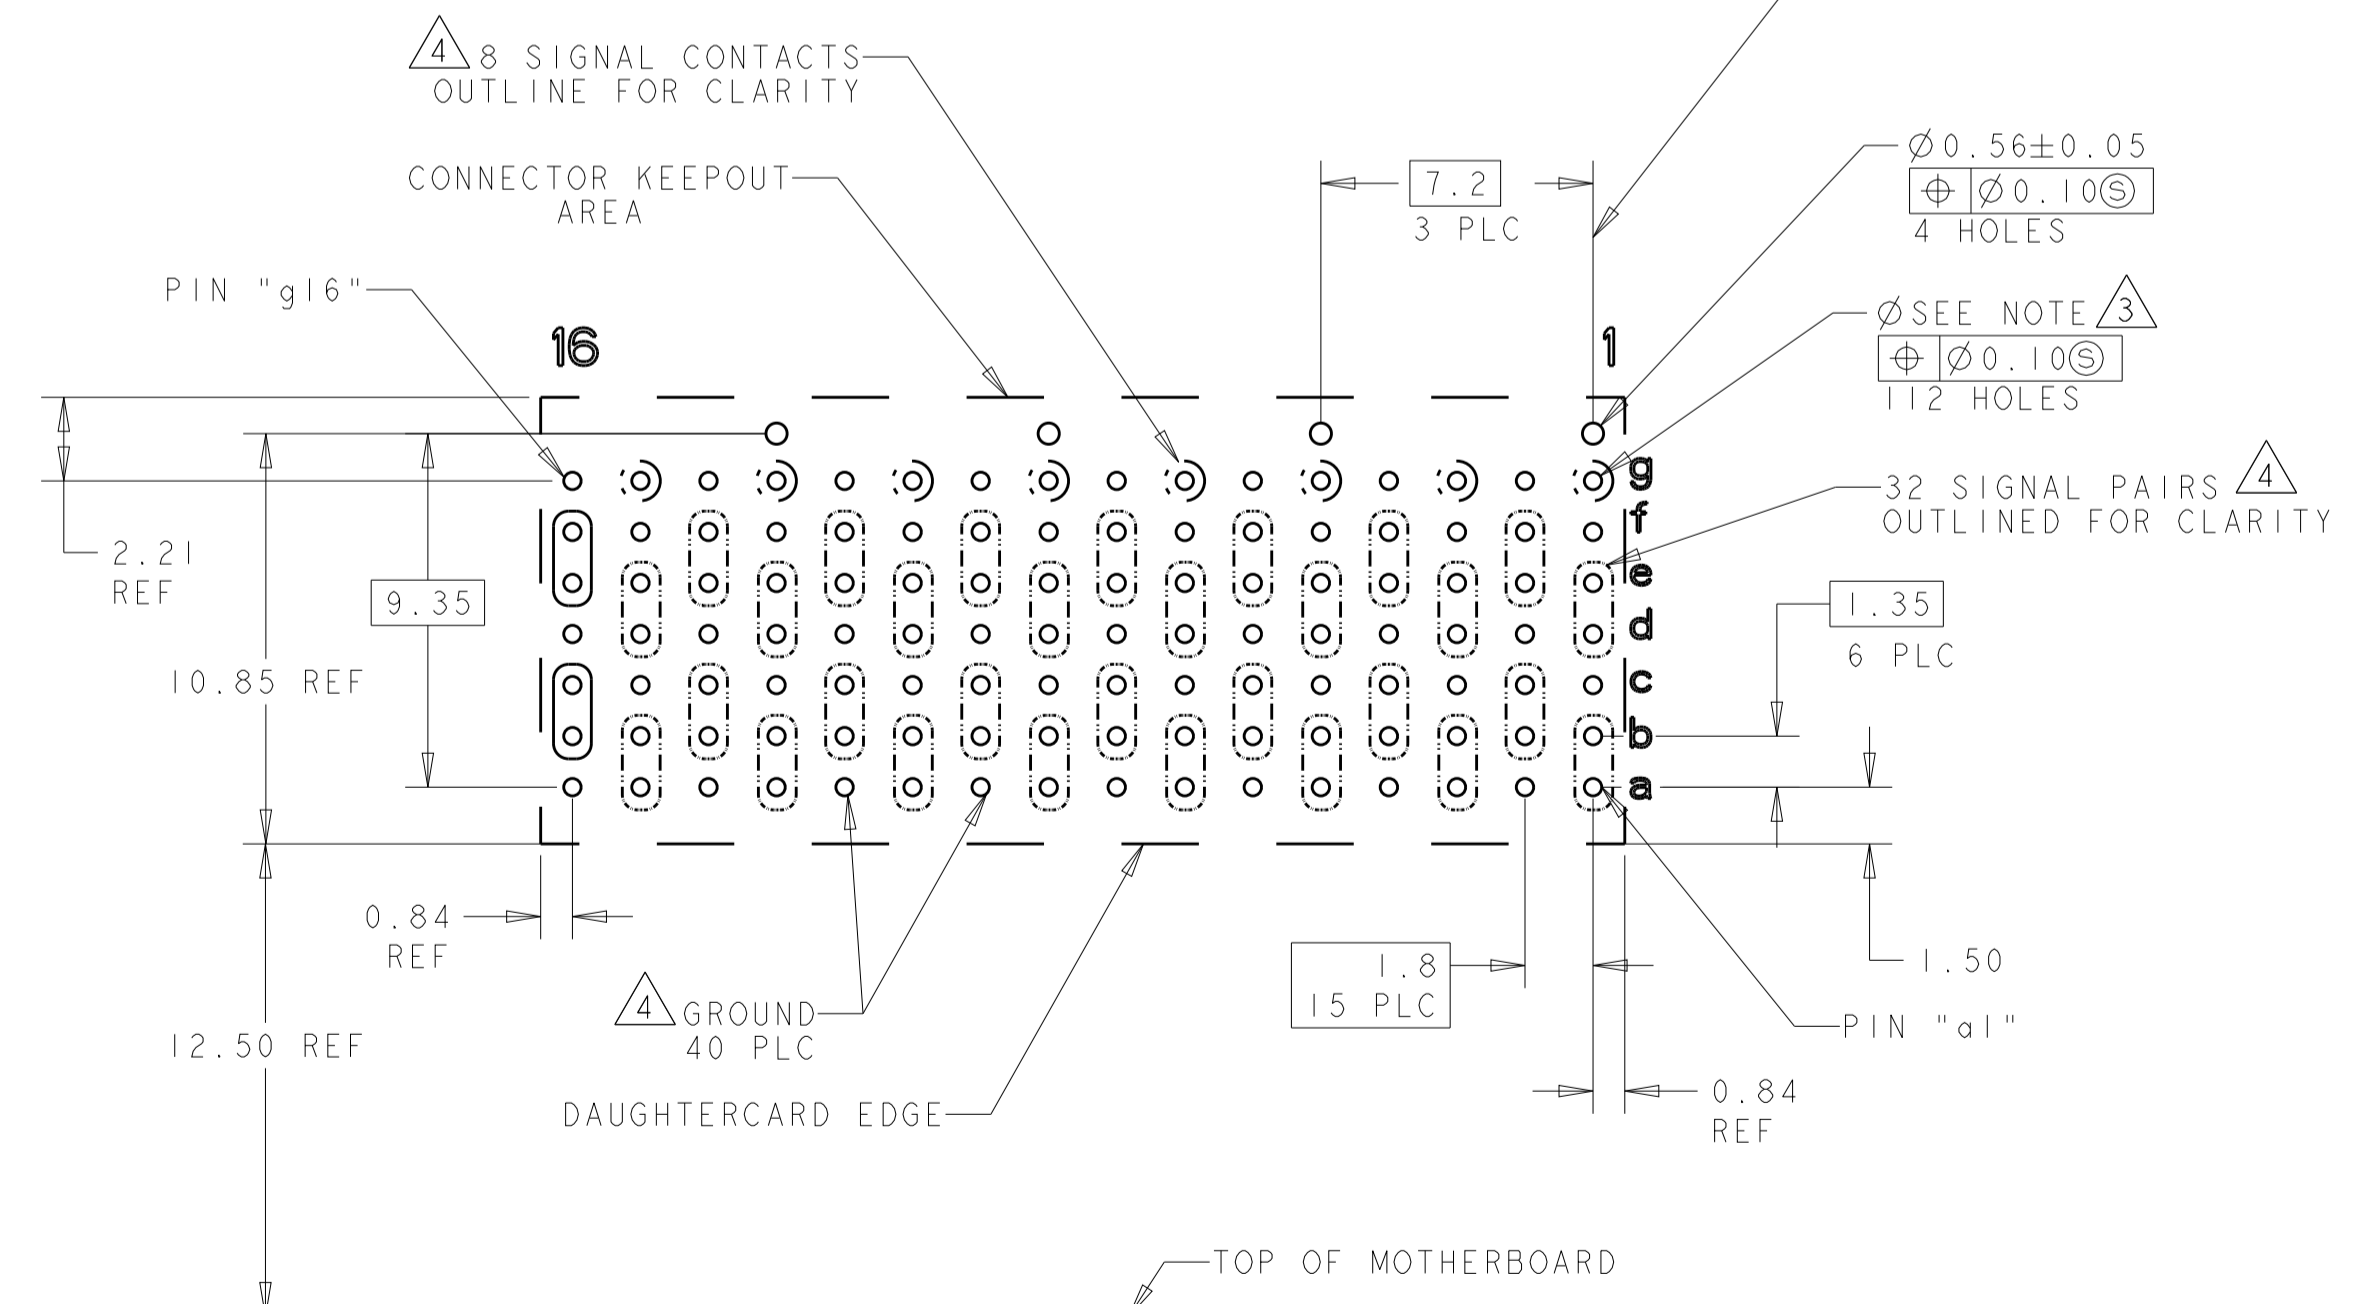 4
8 SIGNAL CONTACTS
OUTLINE FOR CLARITY
CONNECTOR KEEPOUT
AREA
PIN "g16"
7.2
3 PLC
Ø0.56±0.05
⌖ Ø0.10Ⓢ
4 HOLES
ØSEE NOTE 3
⌖ Ø0.10Ⓢ
112 HOLES
16
1
32 SIGNAL PAIRS 4
OUTLINED FOR CLARITY
g
f
e
d
c
b
a
2.21
REF
9.35
10.85 REF
1.35
6 PLC
0.84
REF
1.8
15 PLC
1.50
4 GROUND
40 PLC
PIN "a1"
12.50 REF
DAUGHTERCARD EDGE
0.84
REF
TOP OF MOTHERBOARD